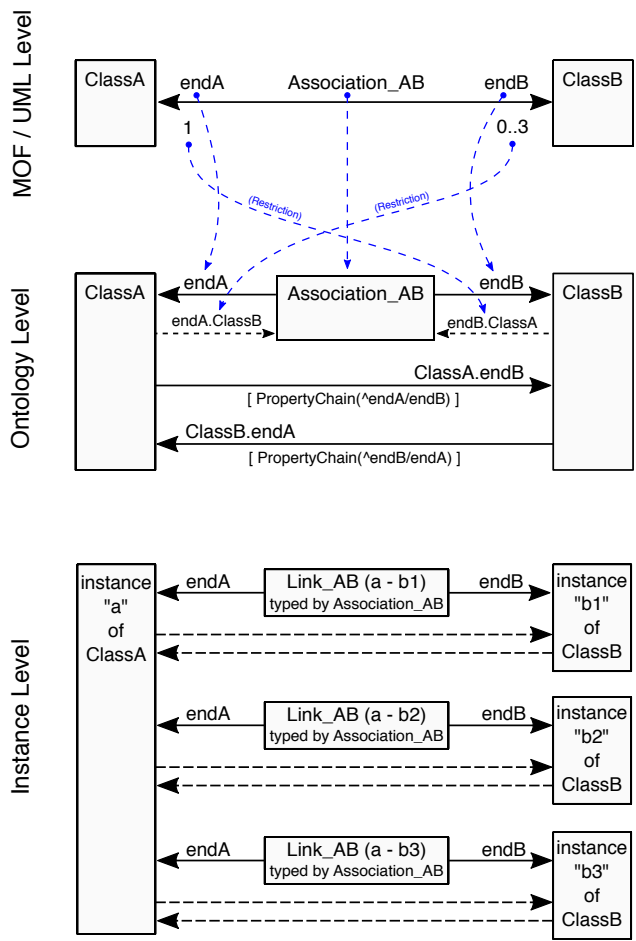 MOF / UML Level
ClassA
endA
Association_AB
endB
ClassB
1
0..3
(Restriction)
(Restriction)
Ontology Level
ClassA
endA
Association_AB
endB
ClassB
endA.ClassB
endB.ClassA
ClassA.endB
[ PropertyChain(^endA/endB) ]
ClassB.endA
[ PropertyChain(^endB/endA) ]
Instance Level
instance
"a"
of
ClassA
endA
Link_AB (a - b1)
typed by Association_AB
endB
instance
"b1"
of
ClassB
endA
Link_AB (a - b2)
typed by Association_AB
endB
instance
"b2"
of
ClassB
endA
Link_AB (a - b3)
typed by Association_AB
endB
instance
"b3"
of
ClassB